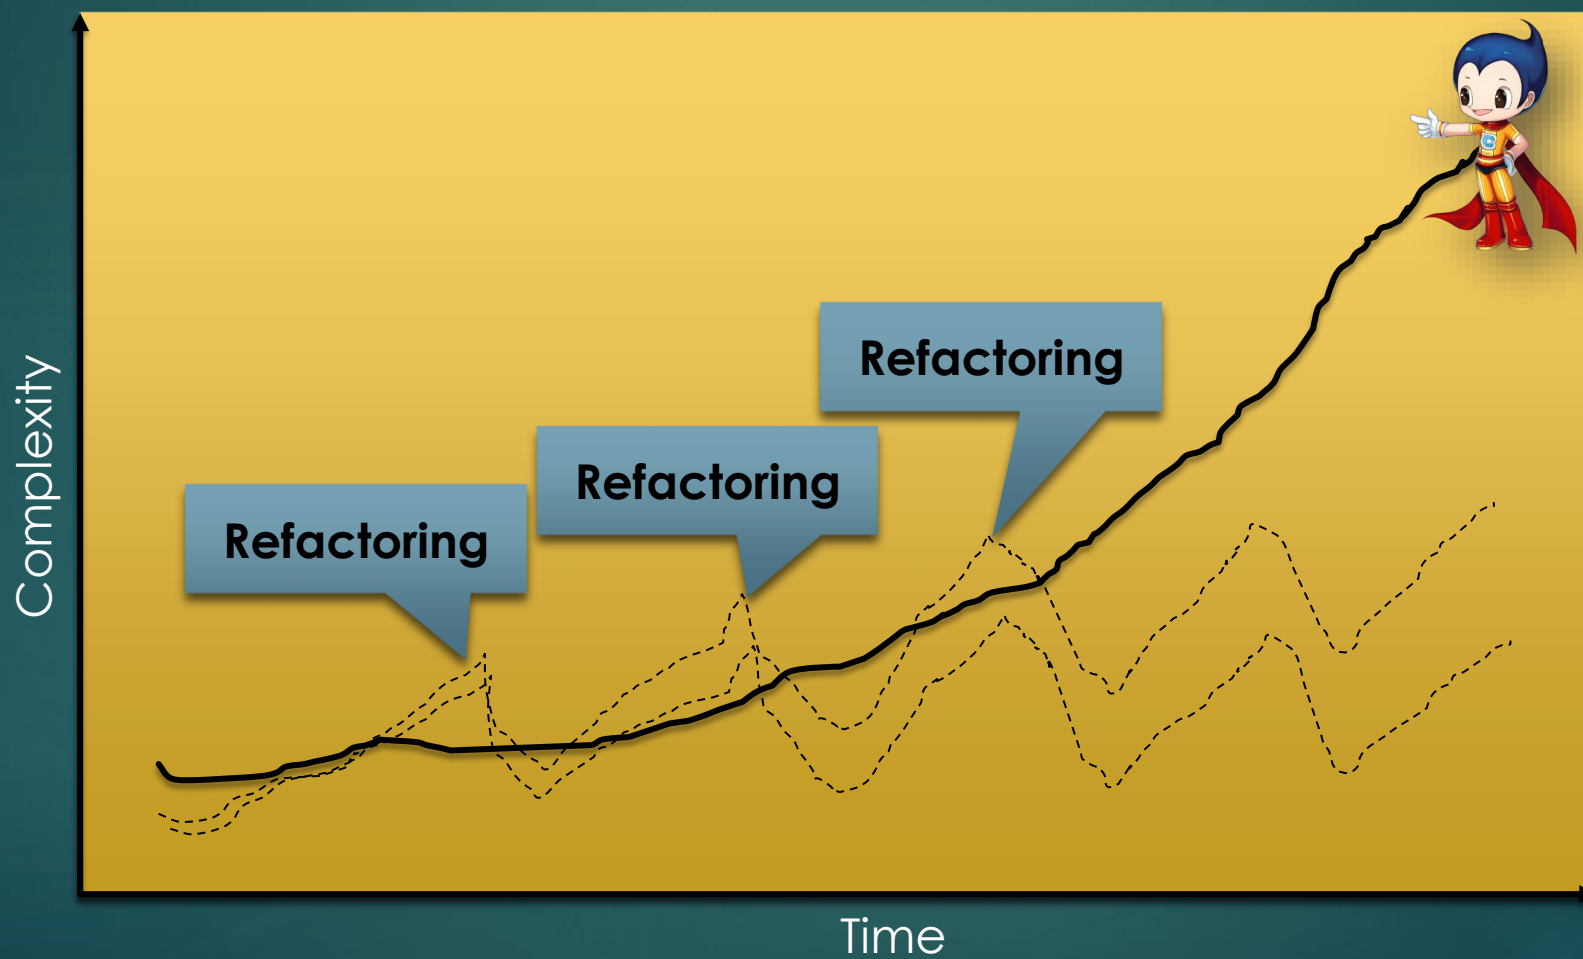 Refactoring
Refactoring
Refactoring
Complexity
Time